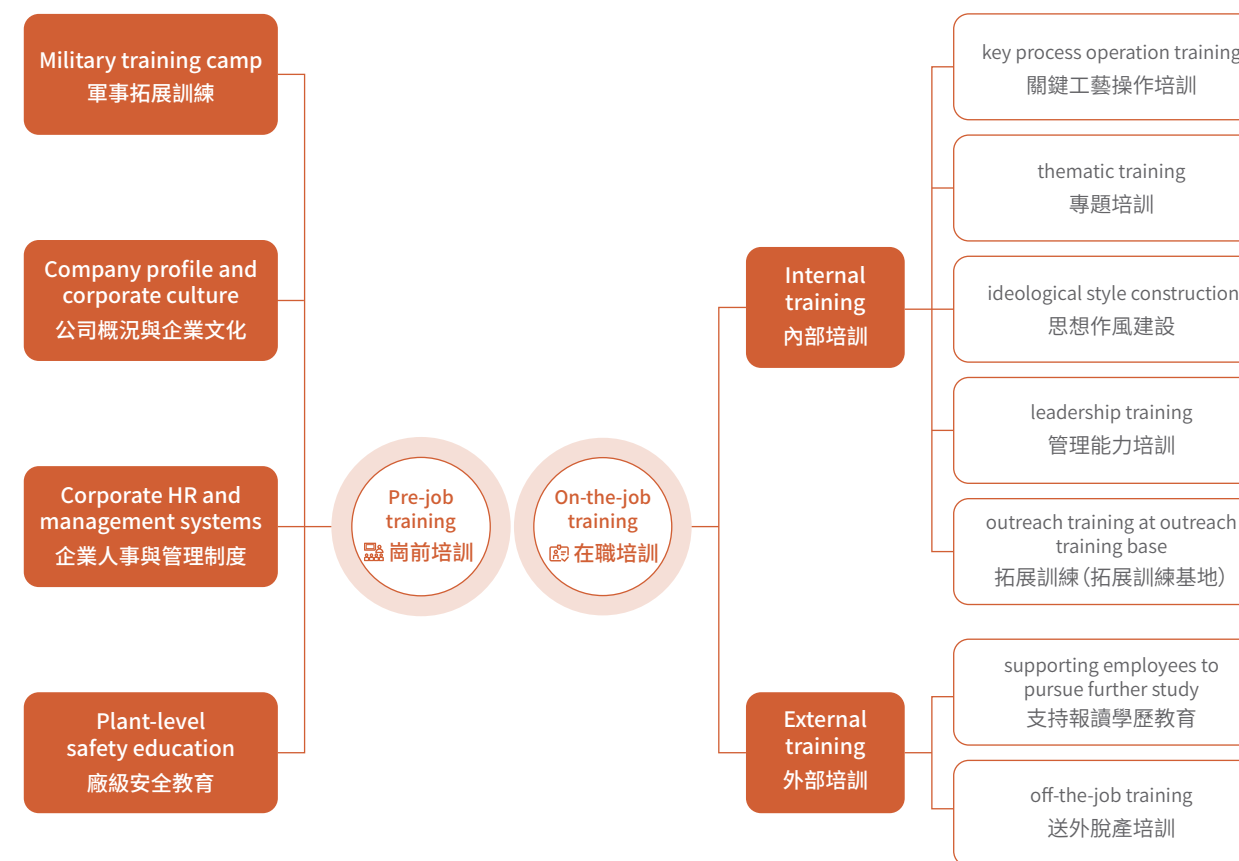 Military training camp
軍事拓展訓練
Company profile and
corporate culture
公司概況與企業文化
Corporate HR and
management systems
企業人事與管理制度
Plant-level
safety education
廠級安全教育
Pre-job
training
崗前培訓
On-the-job
training
在職培訓
Internal
training
內部培訓
key process operation training
關鍵工藝操作培訓
thematic training
專題培訓
ideological style construction
思想作風建設
leadership training
管理能力培訓
outreach training at outreach
training base
拓展訓練(拓展訓練基地)
External
training
外部培訓
supporting employees to
pursue further study
支持報讀學歷教育
off-the-job training
送外脫產培訓